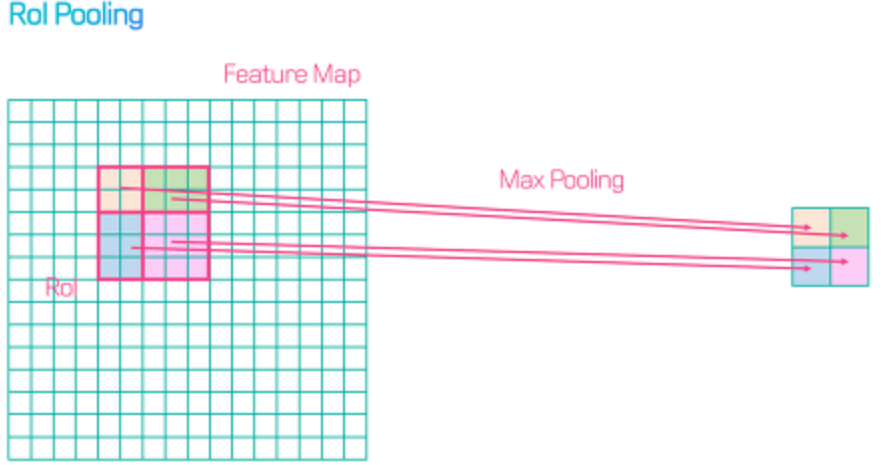 RoI Pooling
Feature Map
Max Pooling
RoI